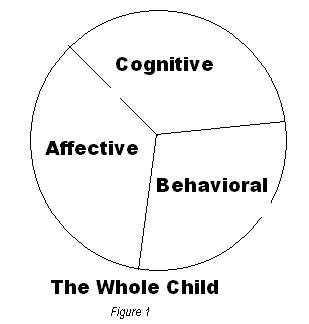 Cognitive
Affective
Behavioral
The Whole Child
Figure 1